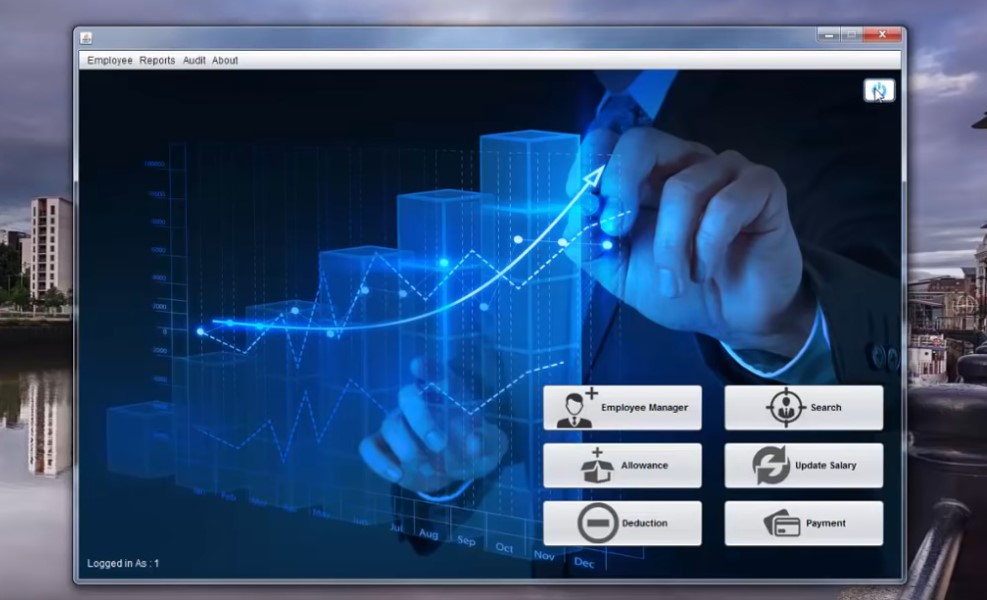 Employee Reports Audit About
Employee Manager
Search
Allowance
Update Salary
Deduction
Payment
Jul Aug Sep Oct Nov Dec
Logged in As : 1